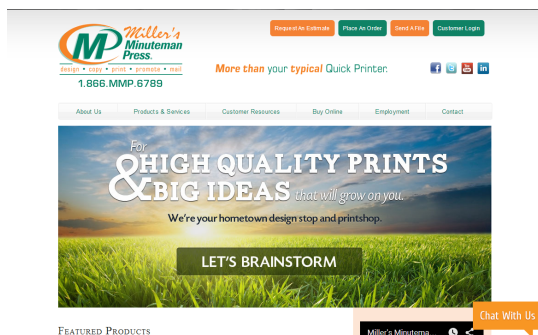 Miller's
Minuteman
Press.
MP
design • copy • print • promote • mail
1.866.MMP.6789
Request An Estimate Place An Order Send A File Customer Login
More than your typical Quick Printer.
About Us Products & Services Customer Resources Buy Online Employment Contact
For
HIGH QUALITY PRINTS
& BIG IDEAS that will grow on you.
We're your hometown design stop and printshop.
LET'S BRAINSTORM
Chat With Us
Featured Products
Miller's Minutema...